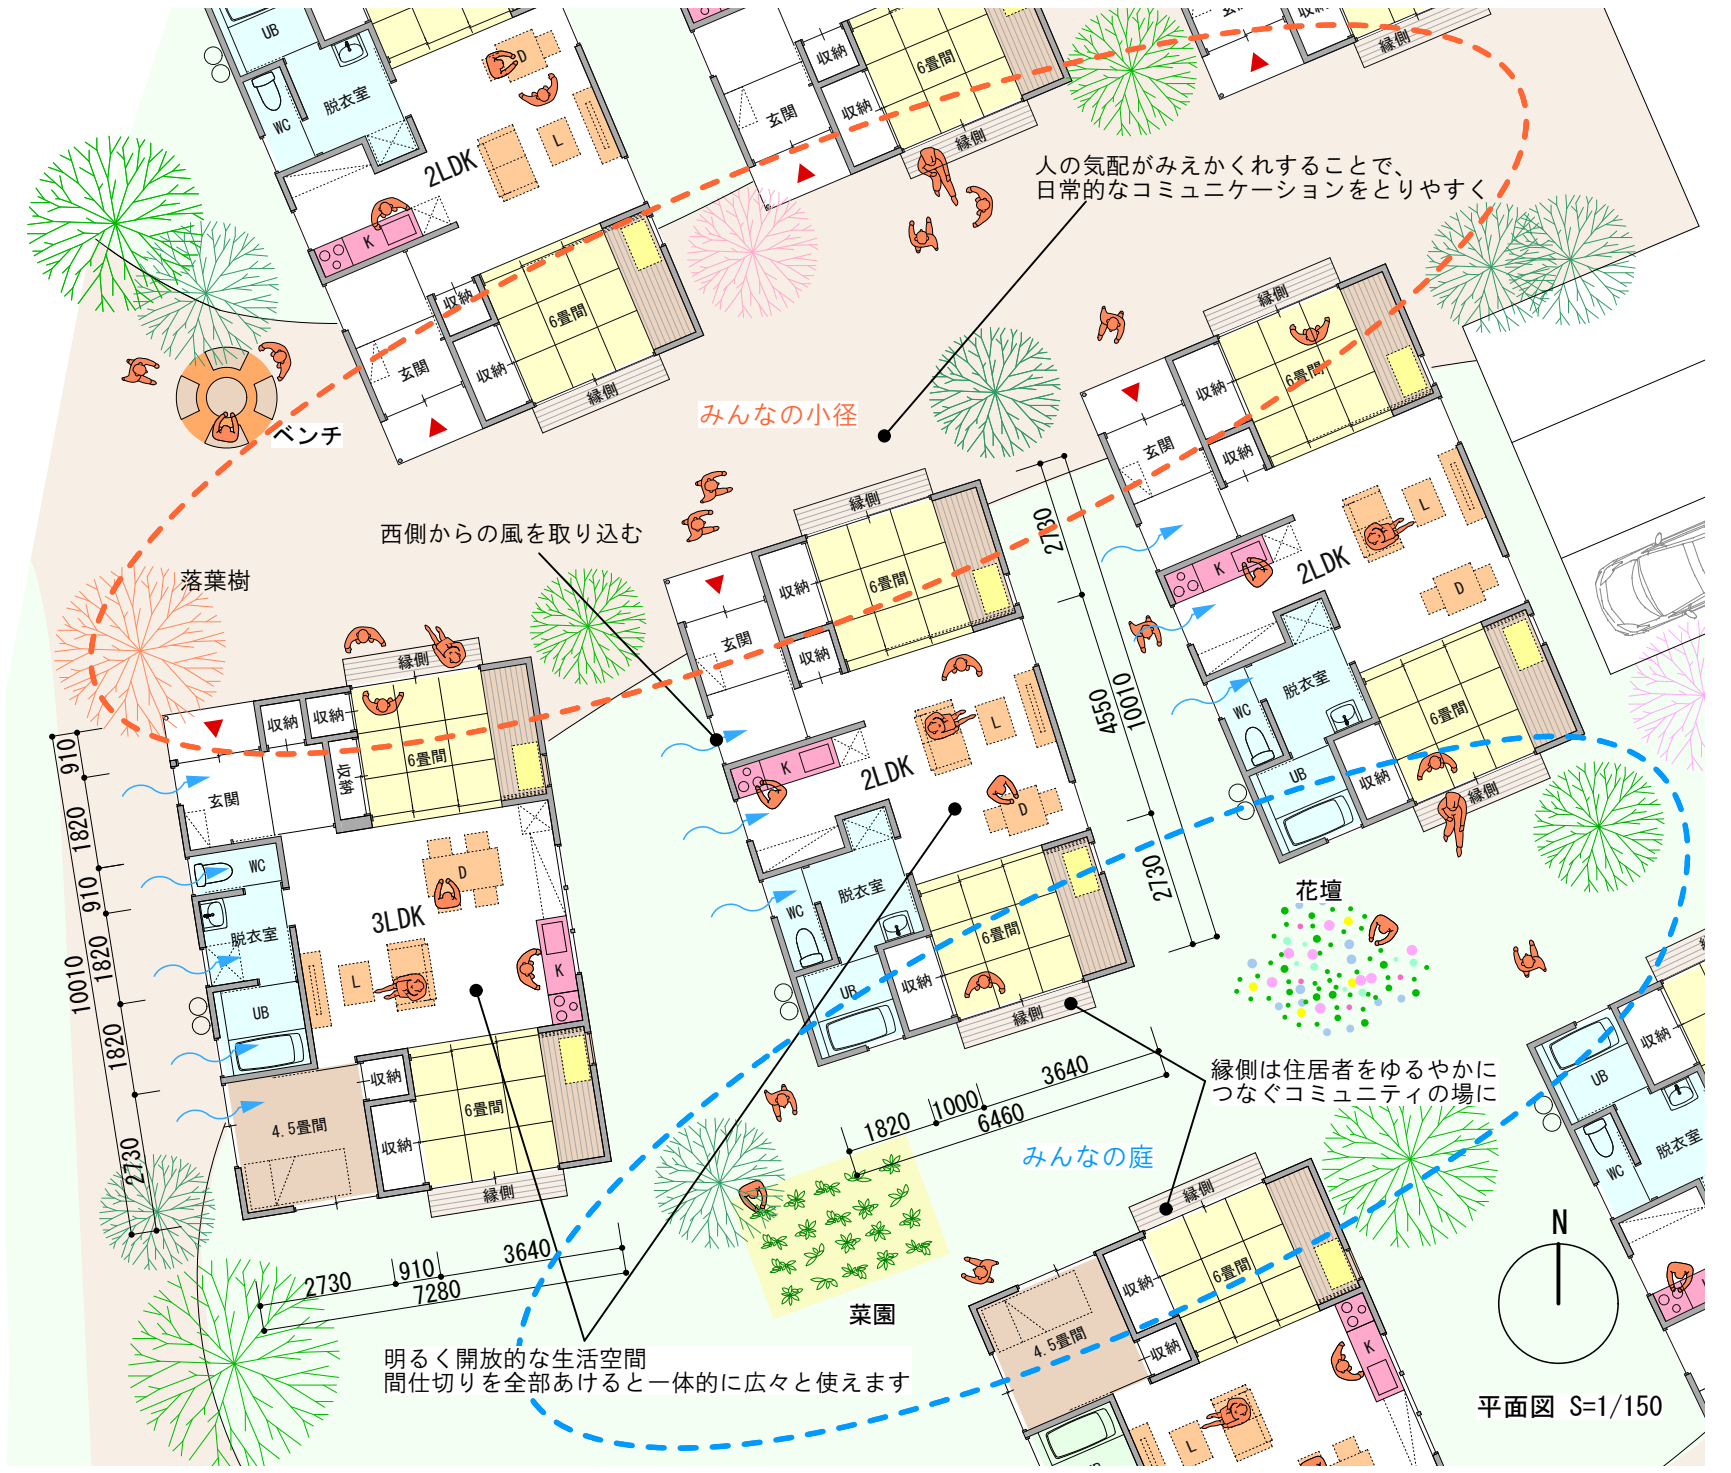 UB
WC
脱衣室
2LDK
D
L
K
収納
収納
6畳間
玄関
縁側
収納
収納
6畳間
玄関
縁側
縁側
人の気配がみえかくれすることで、
日常的なコミュニケーションをとりやすく
ベンチ
みんなの小径
西側からの風を取り込む
落葉樹
縁側
収納
収納
収納
6畳間
玄関
WC
脱衣室
3LDK
D
L
K
UB
収納
収納
4.5畳間
6畳間
縁側
910
1820
910
1820
1820
2730
10010
2730
910
3640
7280
縁側
収納
収納
6畳間
玄関
K
2LDK
L
D
脱衣室
WC
UB
収納
6畳間
縁側
2730
4550
2730
10010
1820
1000
3640
6460
縁側
収納
収納
6畳間
玄関
K
2LDK
L
D
脱衣室
WC
UB
収納
6畳間
縁側
花壇
縁側は住居者をゆるやかに
つなぐコミュニティの場に
みんなの庭
菜園
明るく開放的な生活空間
間仕切りを全部あけると一体的に広々と使えます
縁側
収納
収納
6畳間
4.5畳間
K
L
収納
UB
WC
脱衣室
N
平面図 S=1/150